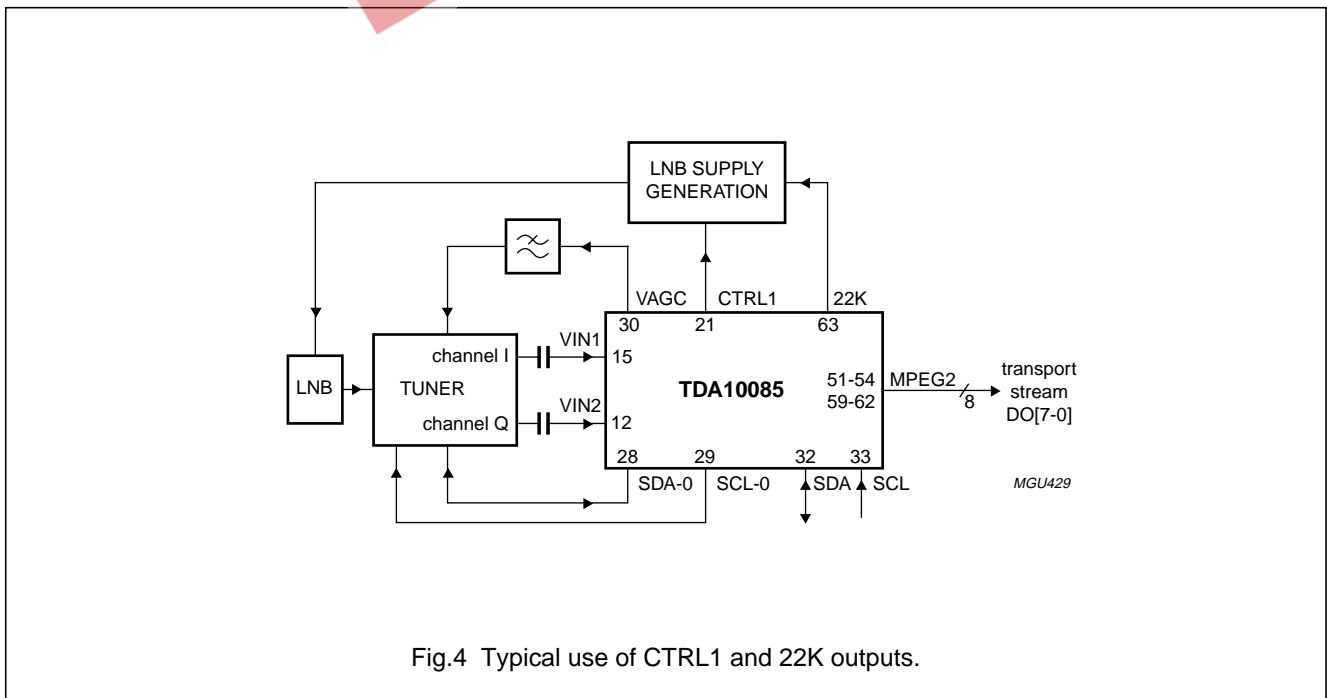 LNB SUPPLY
GENERATION
VAGC
CTRL1
22K
30
21
63
VIN1
channel I
15
LNB
TUNER
TDA10085
51-54
59-62
MPEG2
8
transport
stream
DO[7-0]
VIN2
channel Q
12
28
29
32
33
SDA-0
SCL-0
SDA
SCL
MGU429
Fig.4 Typical use of CTRL1 and 22K outputs.